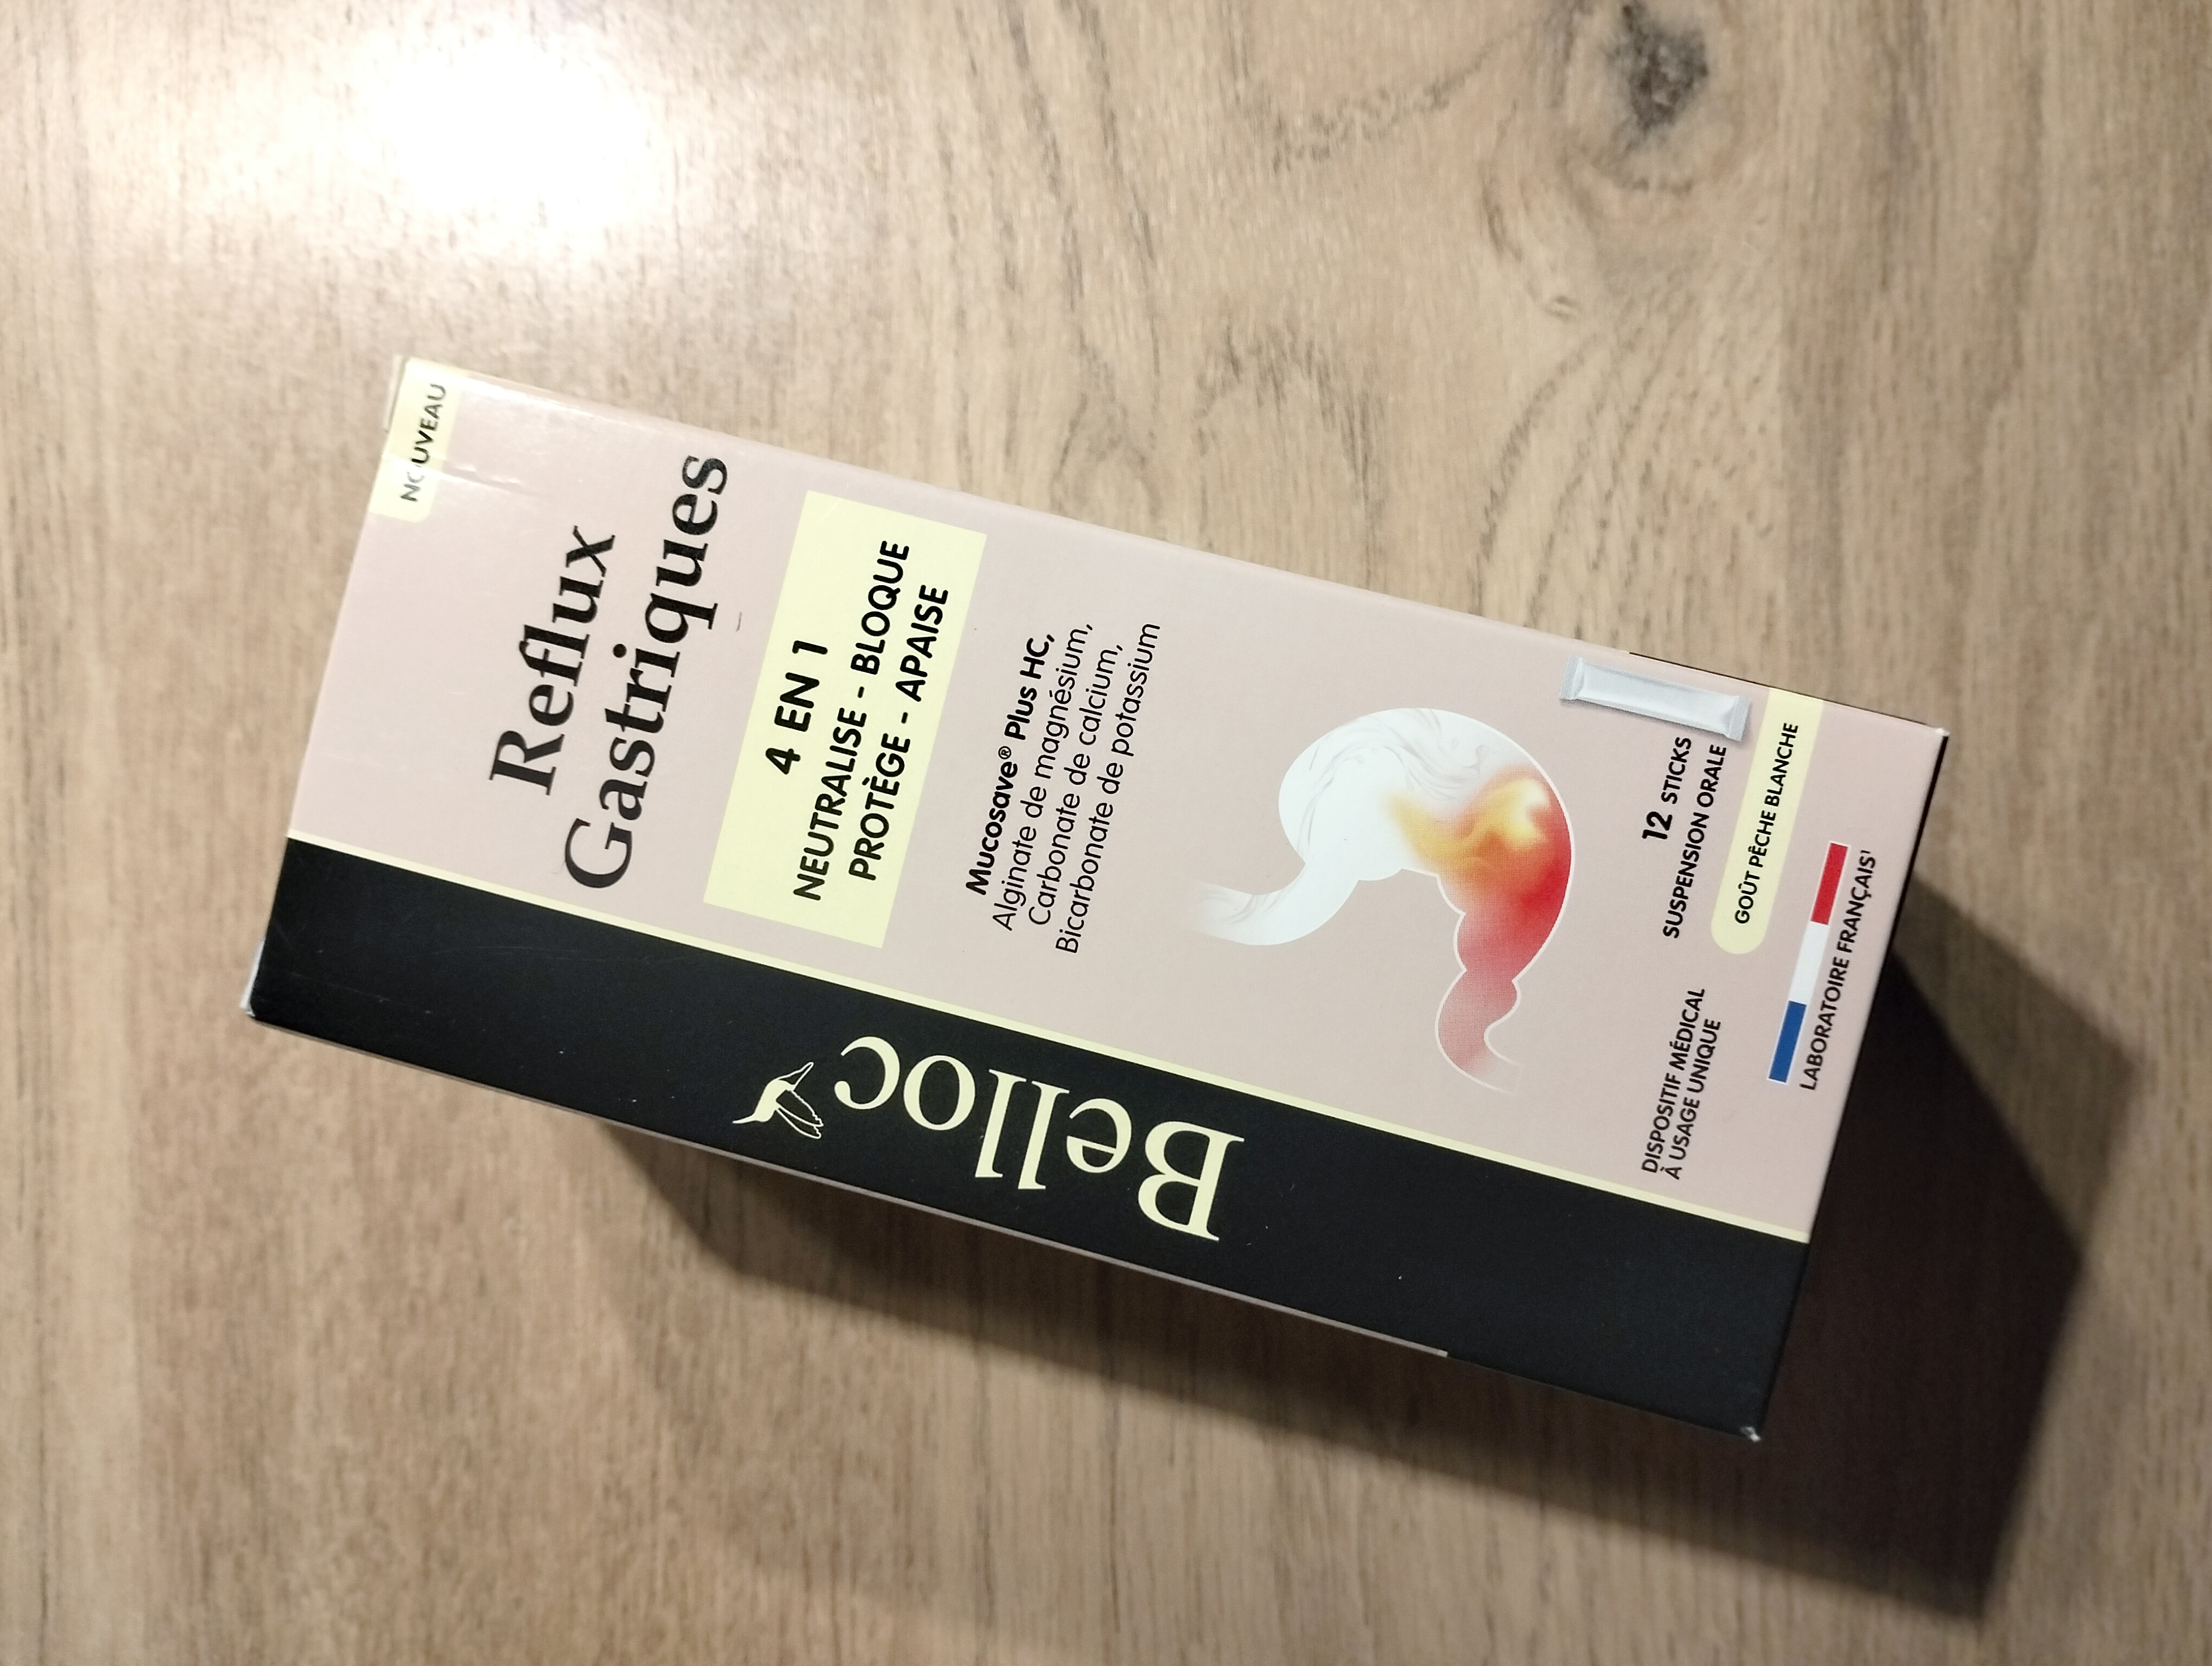 NOUVEAU
Reflux
Gastriques
4 EN 1
NEUTRALISE - BLOQUE
PROTÈGE - APAISE
Mucosave® Plus HC,
Alginate de magnésium,
Carbonate de calcium,
Bicarbonate de potassium
Belloc
12 STICKS
SUSPENSION ORALE
GOÛT PÊCHE BLANCHE
DISPOSITIF MÉDICAL
À USAGE UNIQUE
LABORATOIRE FRANÇAIS¹